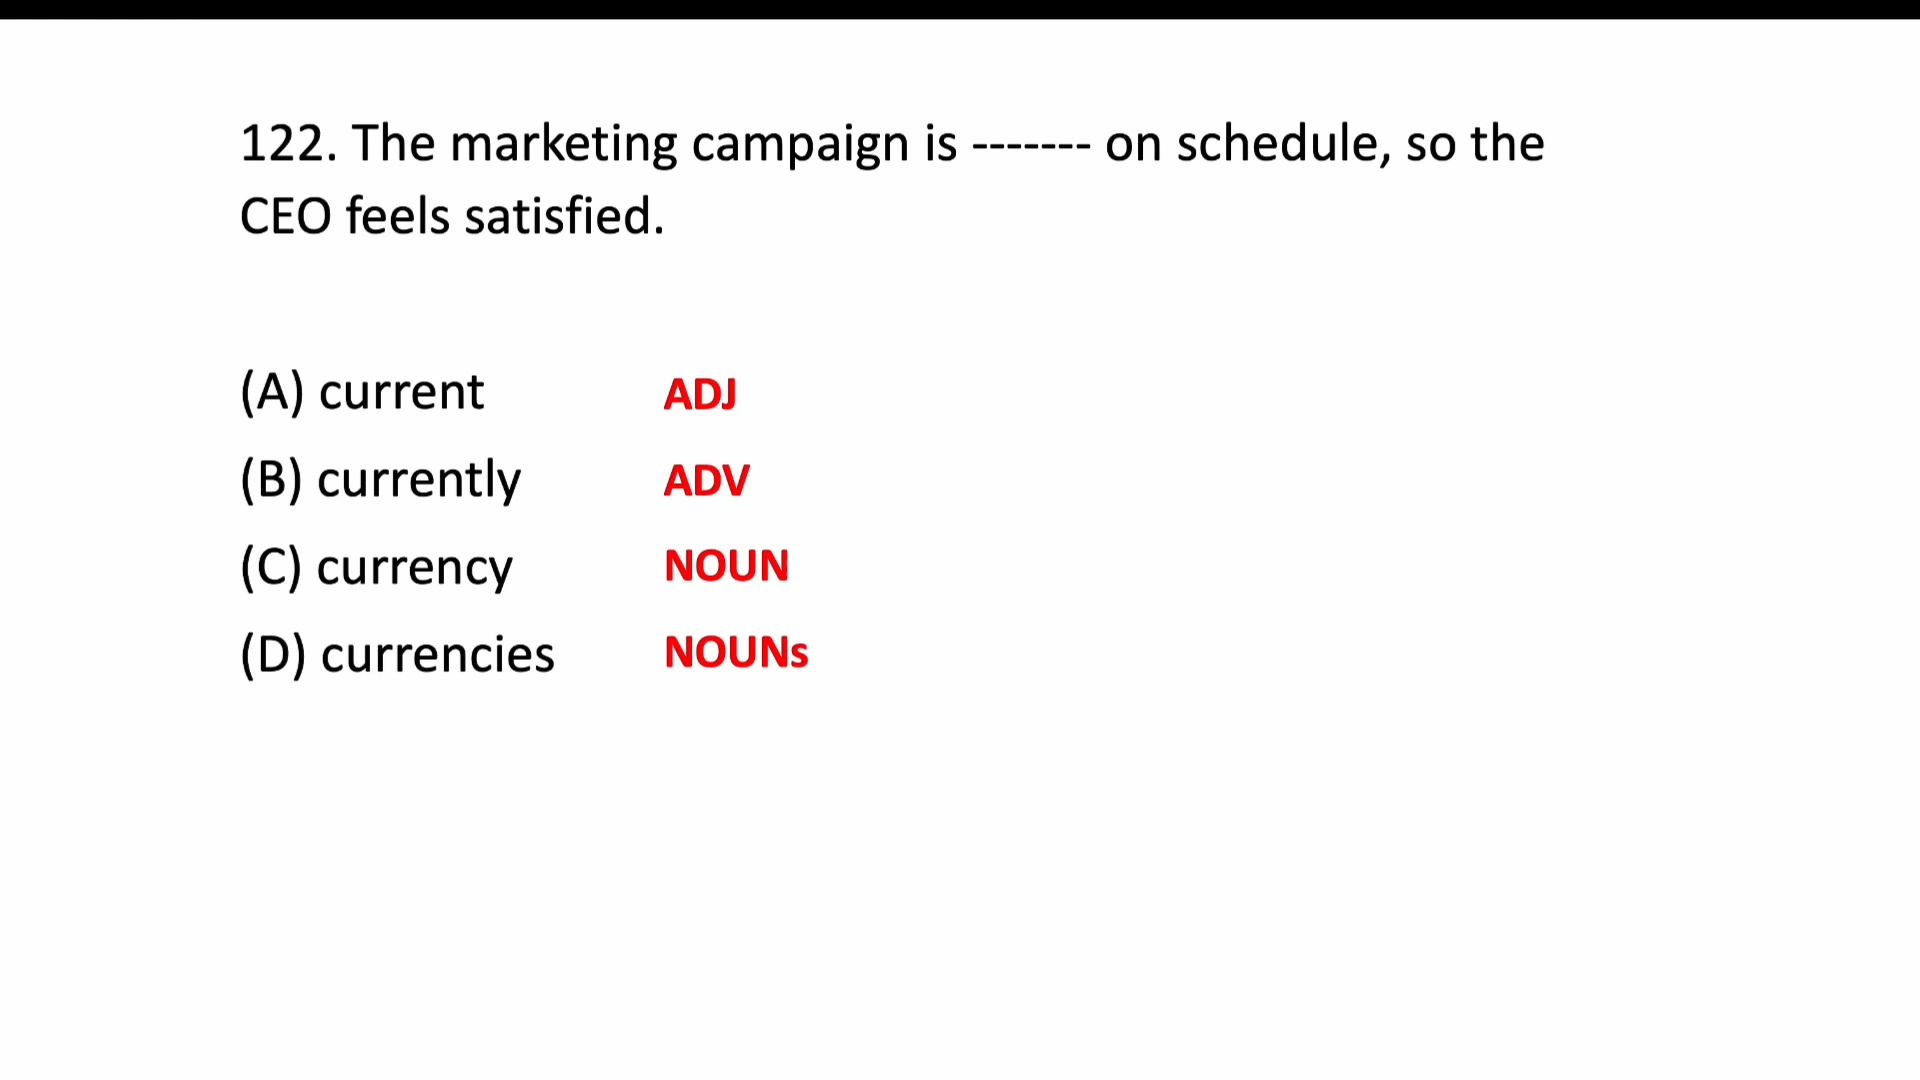 122. The marketing campaign is ------- on schedule, so the
CEO feels satisfied.
(A) current ADJ
(B) currently ADV
(C) currency NOUN
(D) currencies NOUNs